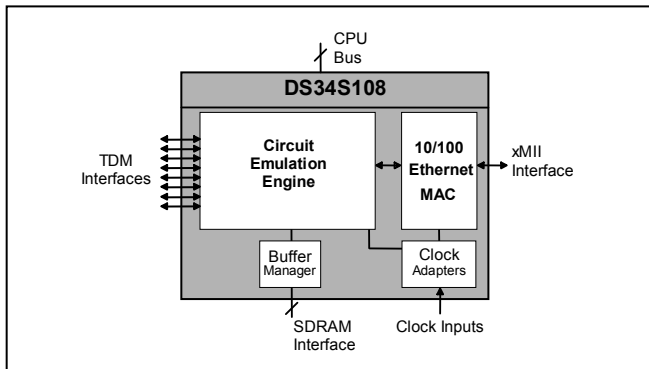 CPU
Bus
DS34S108
TDM
Interfaces
Circuit
Emulation
Engine
10/100
Ethernet
MAC
xMII
Interface
Buffer
Manager
Clock
Adapters
SDRAM
Interface
Clock Inputs